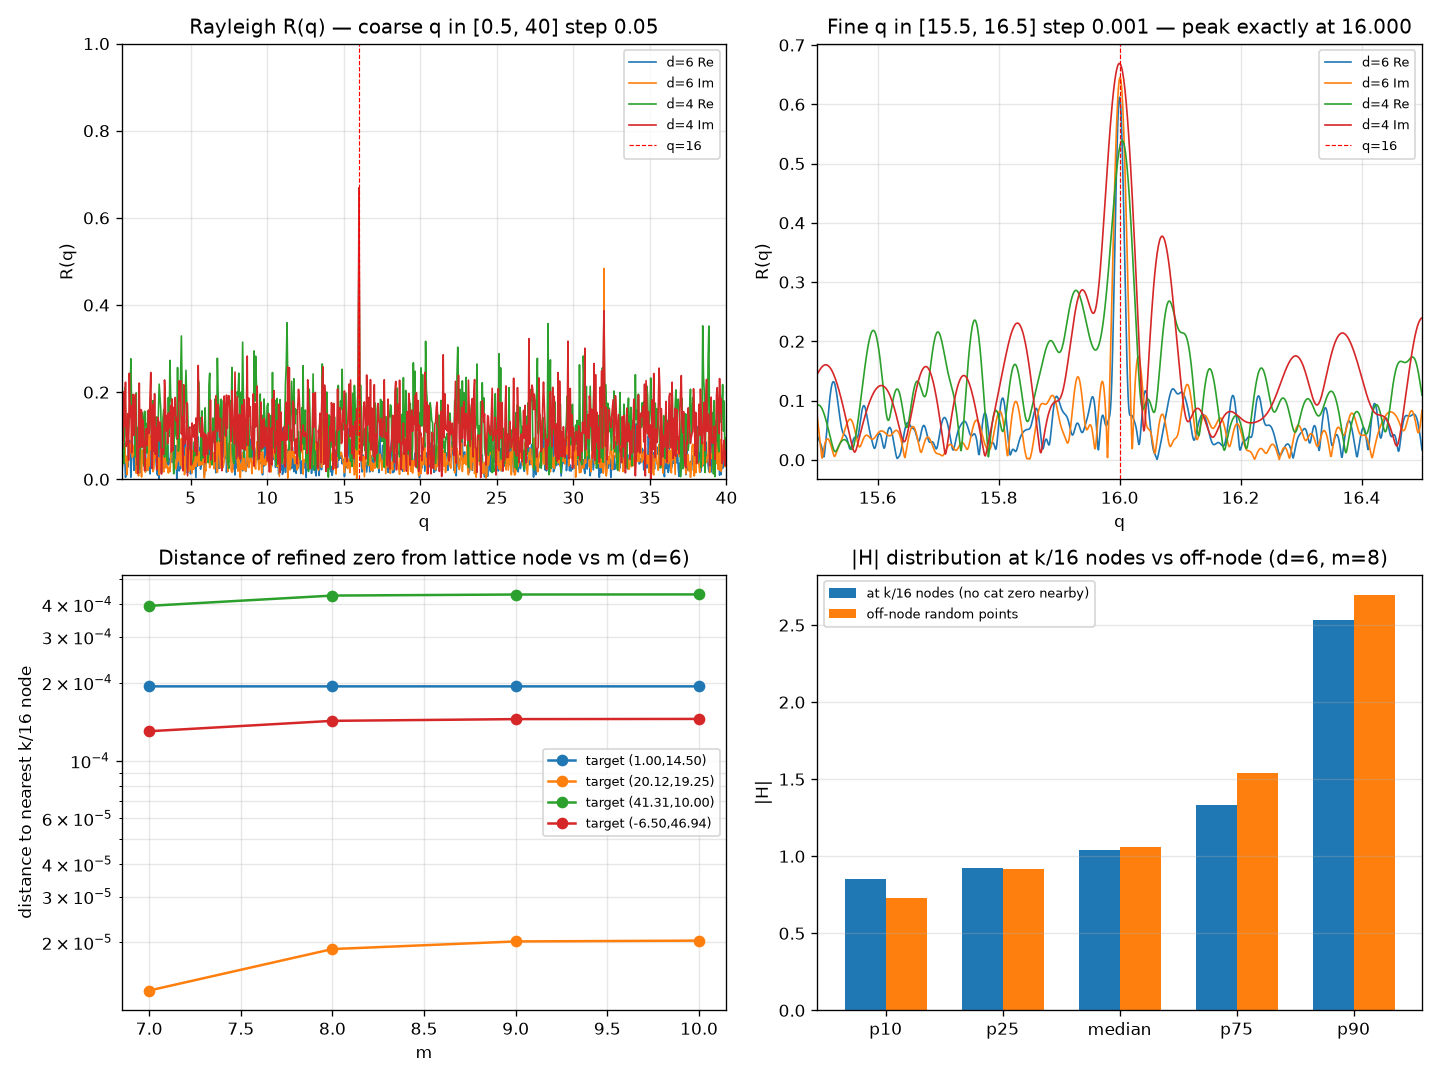 Rayleigh R(q) — coarse q in [0.5, 40] step 0.05
R(q)
1.0
0.8
0.6
0.4
0.2
0.0
5 10 15 20 25 30 35 40
q
d=6 Re
d=6 Im
d=4 Re
d=4 Im
q=16
Fine q in [15.5, 16.5] step 0.001 — peak exactly at 16.000
R(q)
0.7
0.6
0.5
0.4
0.3
0.2
0.1
0.0
15.6 15.8 16.0 16.2 16.4
q
d=6 Re
d=6 Im
d=4 Re
d=4 Im
q=16
Distance of refined zero from lattice node vs m (d=6)
distance to nearest k/16 node
4 × 10⁻⁴
3 × 10⁻⁴
2 × 10⁻⁴
10⁻⁴
6 × 10⁻⁵
4 × 10⁻⁵
3 × 10⁻⁵
2 × 10⁻⁵
7.0 7.5 8.0 8.5 9.0 9.5 10.0
m
target (1.00,14.50)
target (20.12,19.25)
target (41.31,10.00)
target (-6.50,46.94)
|H| distribution at k/16 nodes vs off-node (d=6, m=8)
|H|
2.5
2.0
1.5
1.0
0.5
0.0
p10 p25 median p75 p90
at k/16 nodes (no cat zero nearby)
off-node random points